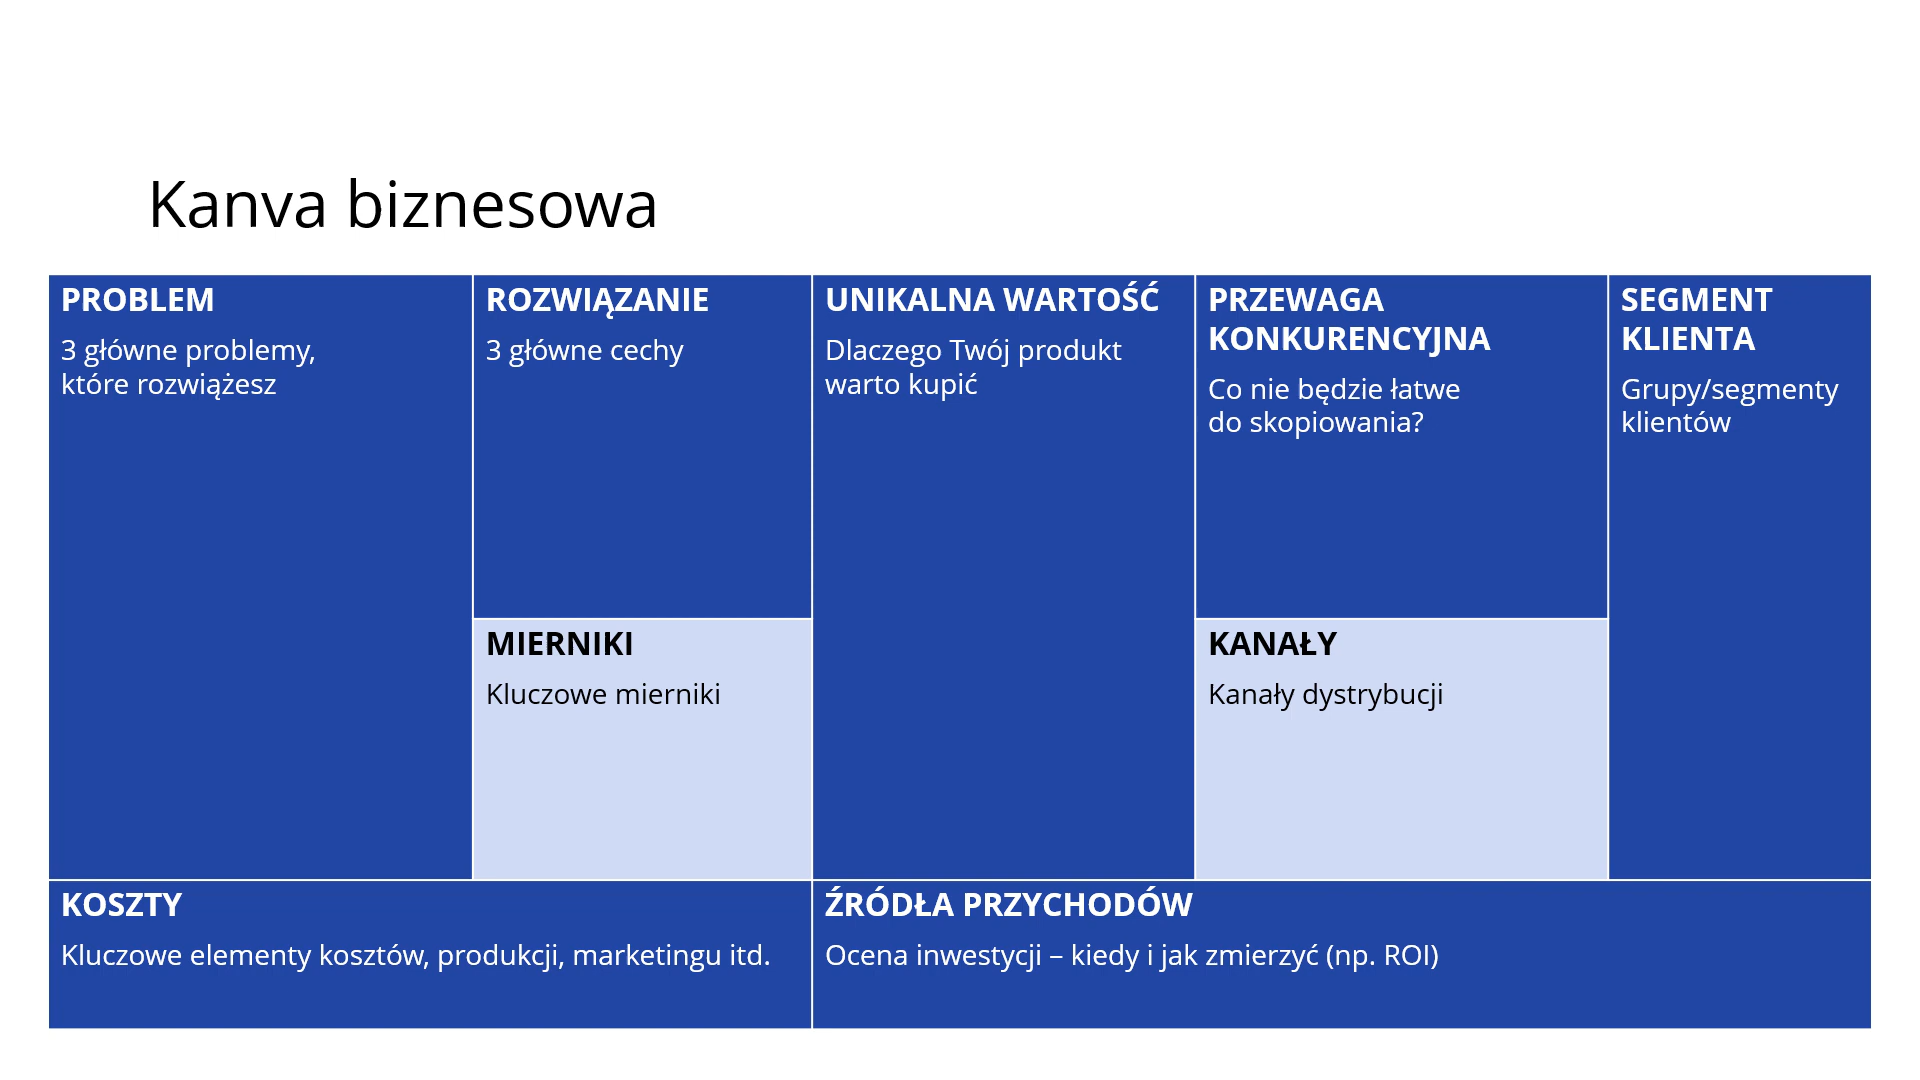 Kanva biznesowa
PROBLEM
3 główne problemy,
które rozwiążesz
ROZWIĄZANIE
3 główne cechy
MIERNIKI
Kluczowe mierniki
UNIKALNA WARTOŚĆ
Dlaczego Twój produkt
warto kupić
PRZEWAGA
KONKURENCYJNA
Co nie będzie łatwe
do skopiowania?
KANAŁY
Kanały dystrybucji
SEGMENT
KLIENTA
Grupy/segmenty
klientów
KOSZTY
Kluczowe elementy kosztów, produkcji, marketingu itd.
ŹRÓDŁA PRZYCHODÓW
Ocena inwestycji – kiedy i jak zmierzyć (np. ROI)